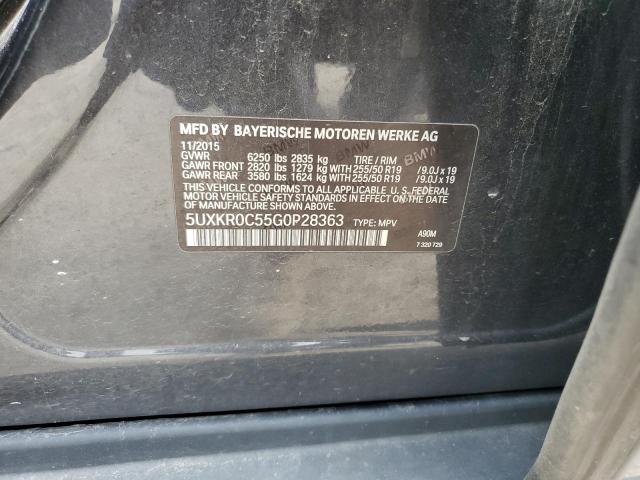 MFD BY BAYERISCHE MOTOREN WERKE AG
11/2015
GVWR 6250 lbs 2835 kg TIRE / RIM
GAWR FRONT 2820 lbs 1279 kg WITH 255/50 R19 /9.0J x 19
GAWR REAR 3580 lbs 1624 kg WITH 255/50 R19 /9.0J x 19
THIS VEHICLE CONFORMS TO ALL APPLICABLE U.S. FEDERAL
MOTOR VEHICLE SAFETY STANDARDS IN EFFECT ON THE DATE
OF MANUFACTURE SHOWN ABOVE.
5UXKR0C55G0P28363 TYPE: MPV
A90M
7 320 729
BMW
BMW
BMW